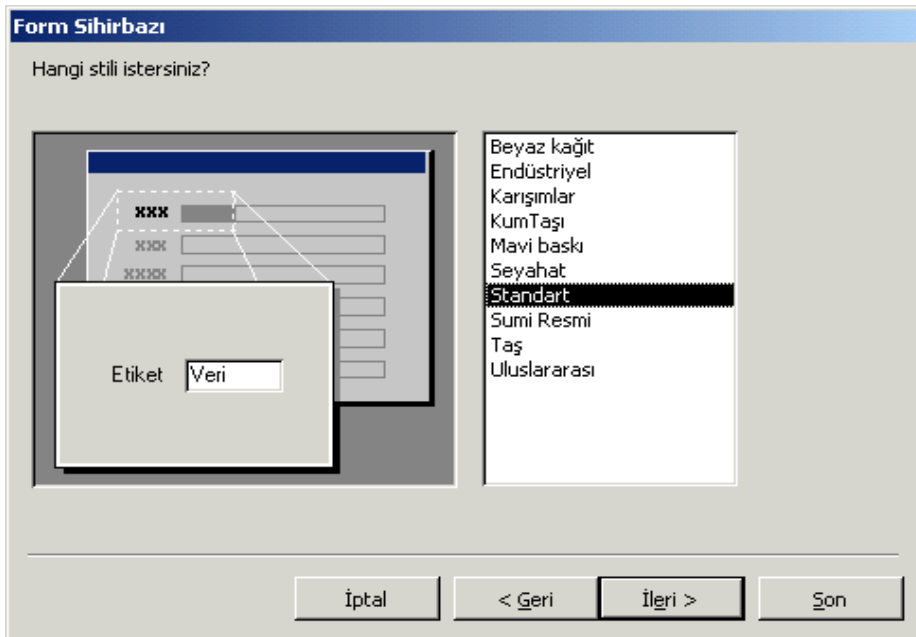 Form Sihirbazı
Hangi stili istersiniz?
xxx
xxx
xxxx
Etiket Veri
Beyaz kağıt
Endüstriyel
Karışımlar
KumTaşı
Mavi baskı
Seyahat
Standart
Sumi Resmi
Taş
Uluslararası
İptal < Geri İleri > Son